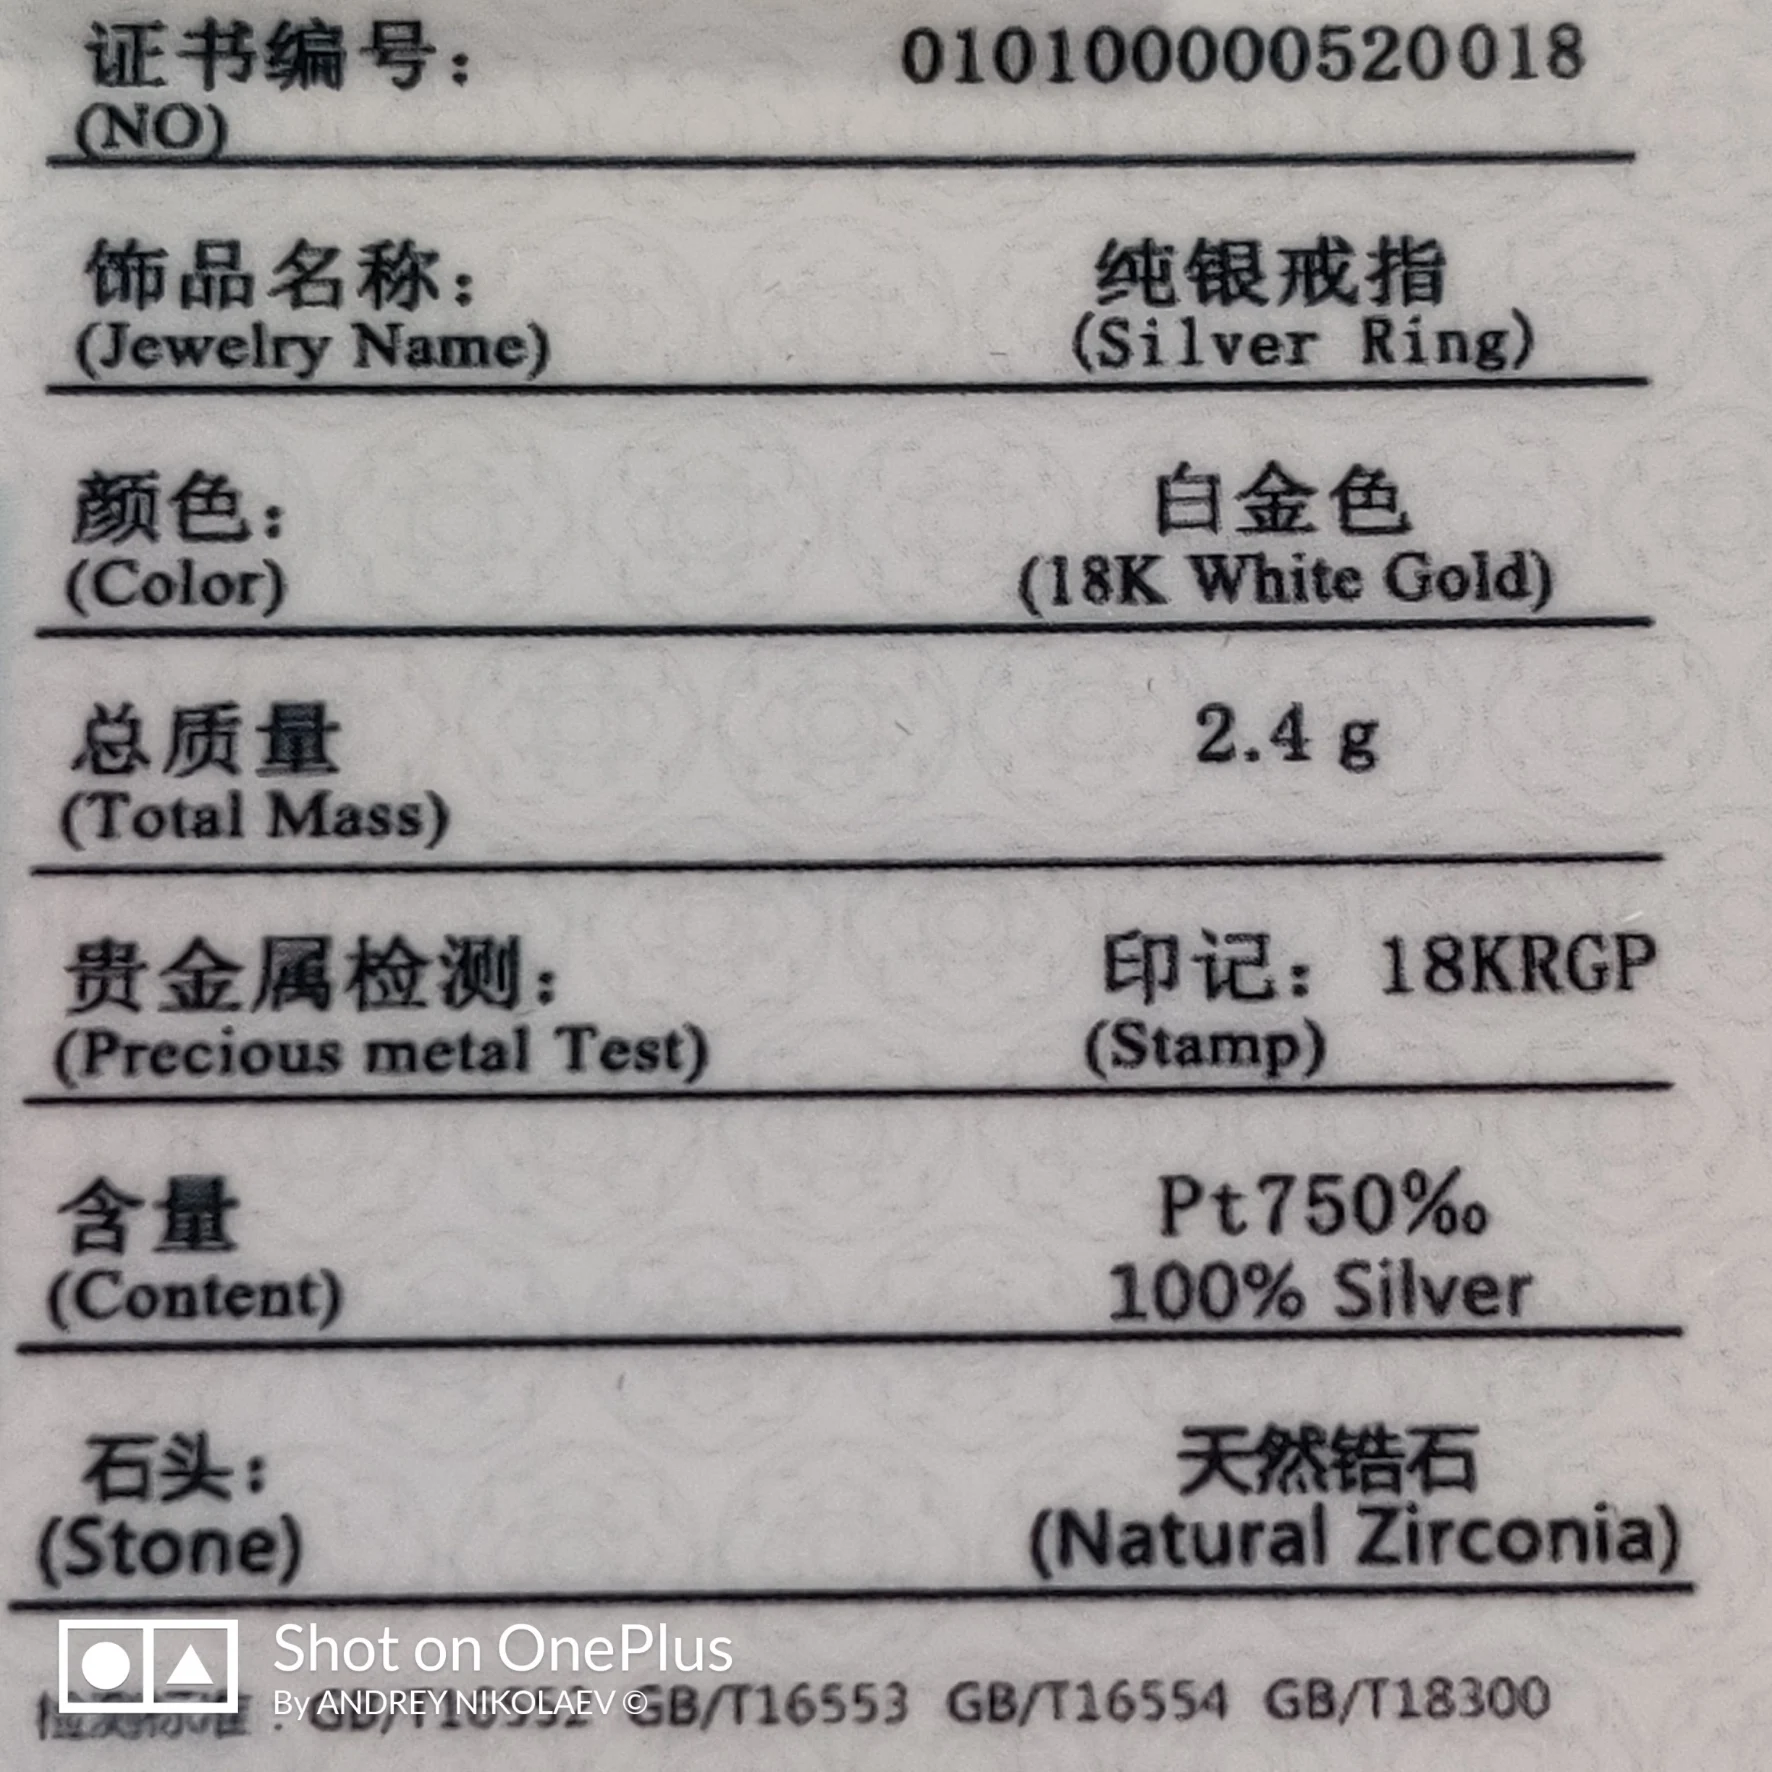 证书编号： 010100000520018
(NO)
饰品名称： 纯银戒指
(Jewelry Name) (Silver Ring)
颜色： 白金色
(Color) (18K White Gold)
总质量 2.4 g
(Total Mass)
贵金属检测： 印记： 18KRGP
(Precious metal Test) (Stamp)
含量 Pt750‰
(Content) 100% Silver
石头： 天然锆石
(Stone) (Natural Zirconia)
Shot on OnePlus
By ANDREY NIKOLAEV ©
GB/T16553 GB/T16554 GB/T18300